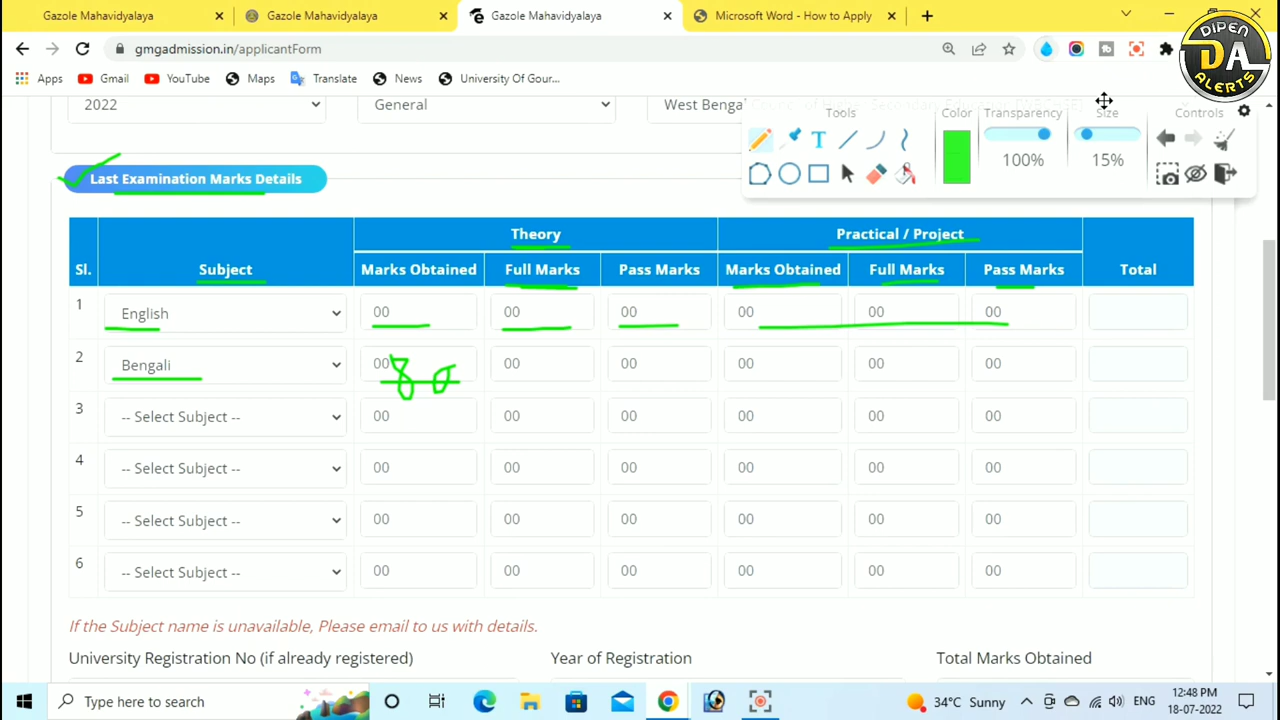 Gazole Mahavidyalaya
Gazole Mahavidyalaya
Gazole Mahavidyalaya
Microsoft Word - How to Apply
gmgadmission.in/applicantForm
Apps Gmail YouTube Maps Translate News University Of Gour...
DIPEN
DA
ALERTS
2022 General West Bengal
Tools Color Transparency Size Controls
T
100% 15%
Last Examination Marks Details
Theory Practical / Project
Sl. Subject Marks Obtained Full Marks Pass Marks Marks Obtained Full Marks Pass Marks Total
1 English 00 00 00 00 00 00
2 Bengali 00 00 00 00 00 00
80
3 -- Select Subject -- 00 00 00 00 00 00
4 -- Select Subject -- 00 00 00 00 00 00
5 -- Select Subject -- 00 00 00 00 00 00
6 -- Select Subject -- 00 00 00 00 00 00
If the Subject name is unavailable, Please email to us with details.
University Registration No (if already registered) Year of Registration Total Marks Obtained
Type here to search
34°C Sunny
ENG
12:48 PM
18-07-2022